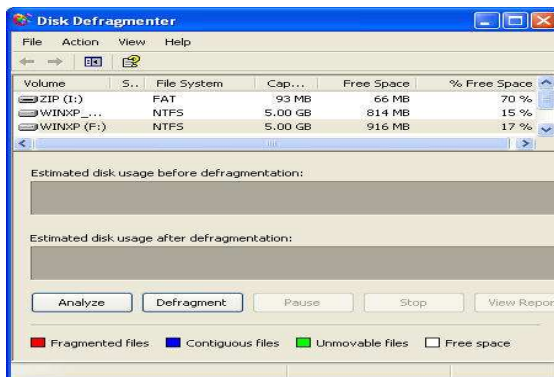 Disk Defragmenter
File Action View Help
Volume S.. File System Cap... Free Space % Free Space
ZIP (I:) FAT 93 MB 66 MB 70 %
WINXP_... NTFS 5.00 GB 814 MB 15 %
WINXP (F:) NTFS 5.00 GB 916 MB 17 %
Estimated disk usage before defragmentation:
Estimated disk usage after defragmentation:
Analyze Defragment Pause Stop View Repor
Fragmented files Contiguous files Unmovable files Free space